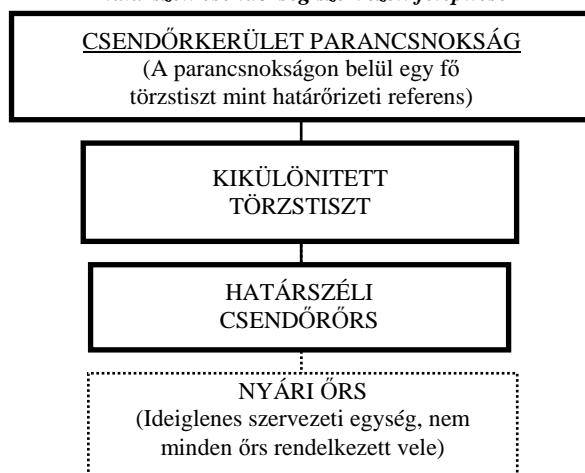 CSENDŐRKERÜLET PARANCSNOKSÁG
(A parancsnokságon belül egy fő
törzstiszt mint határőrizeti referens)
KIKÜLÖNITETT
TÖRZSTISZT
HATÁRSZÉLI
CSENDŐRŐRS
NYÁRI ŐRS
(Ideiglenes szervezeti egység, nem
minden őrs rendelkezett vele)